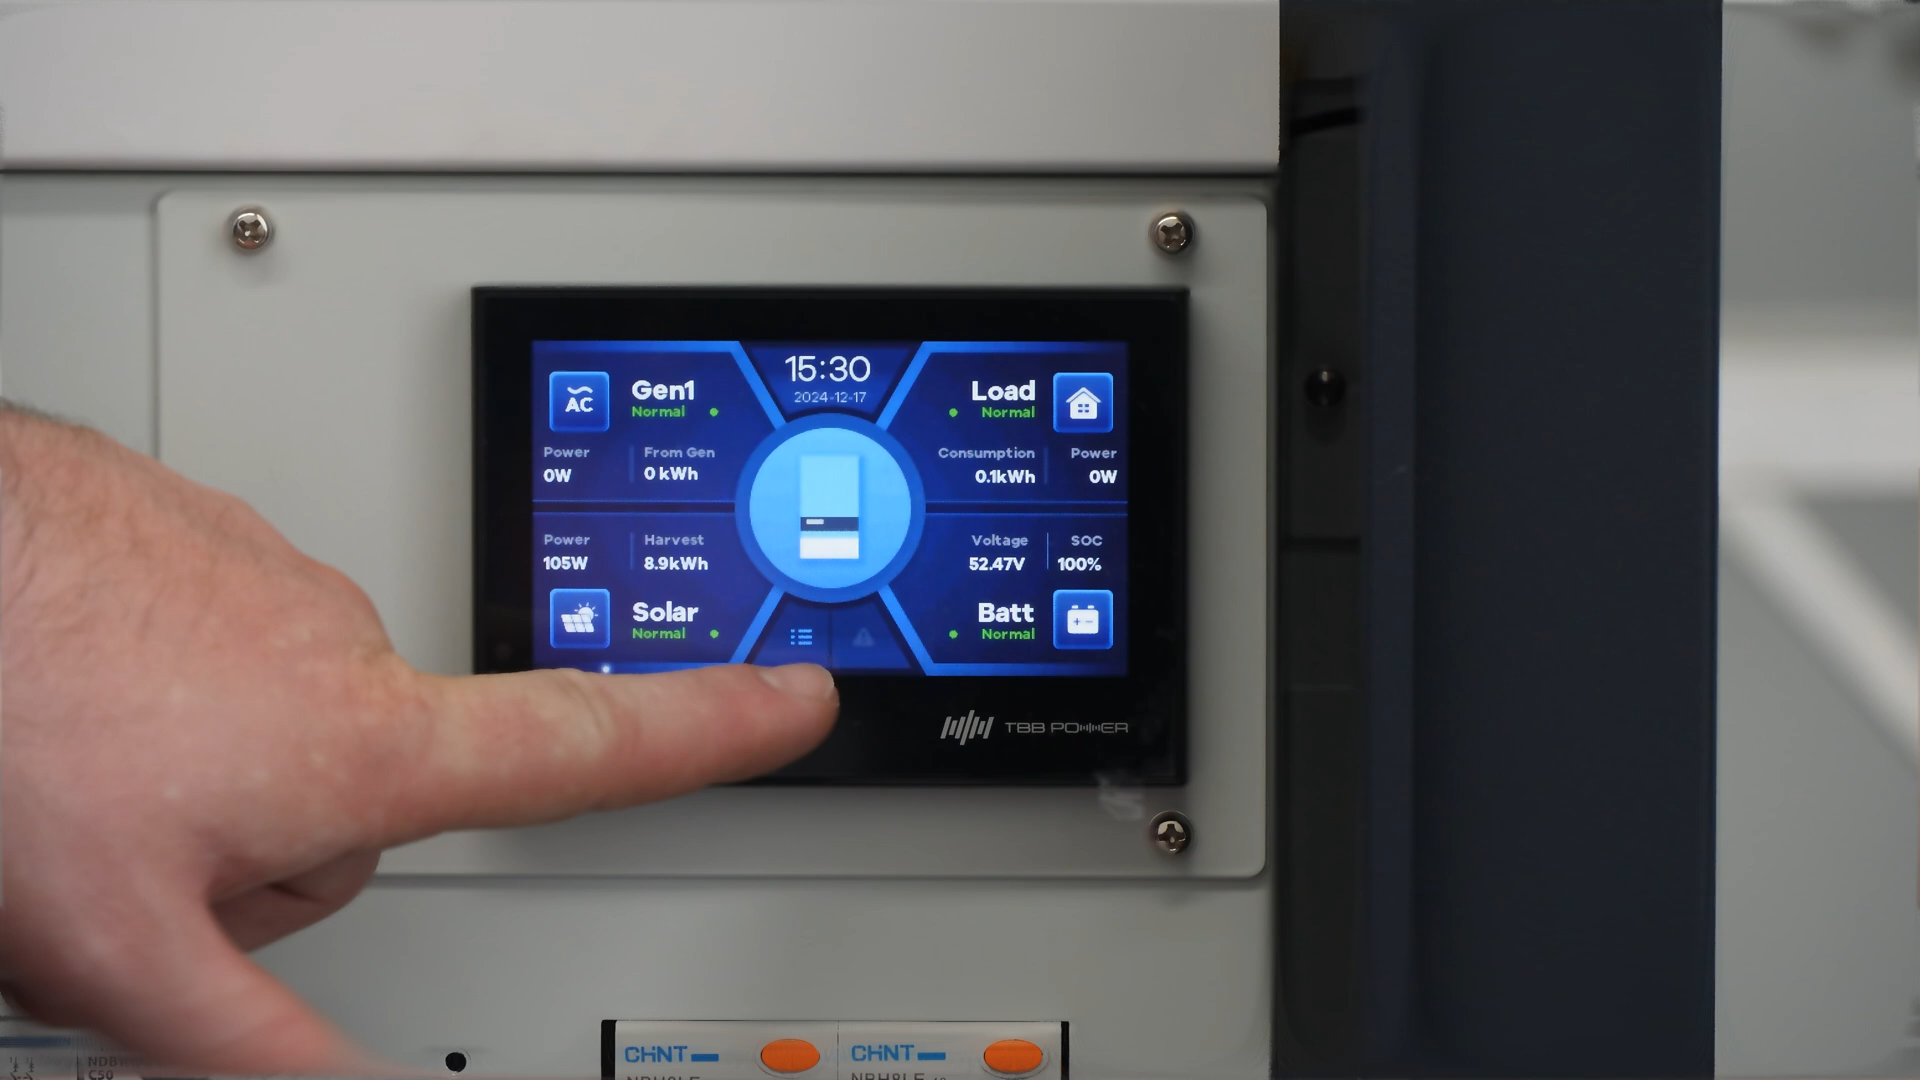 15:30
2024-12-17
AC
Gen1
Normal
Power
0W
From Gen
0 kWh
Load
Normal
Consumption
0.1kWh
Power
0W
Power
105W
Harvest
8.9kWh
Solar
Normal
Voltage
52.47V
SOC
100%
Batt
Normal
TBB POWER
CHNT
CHNT
C50